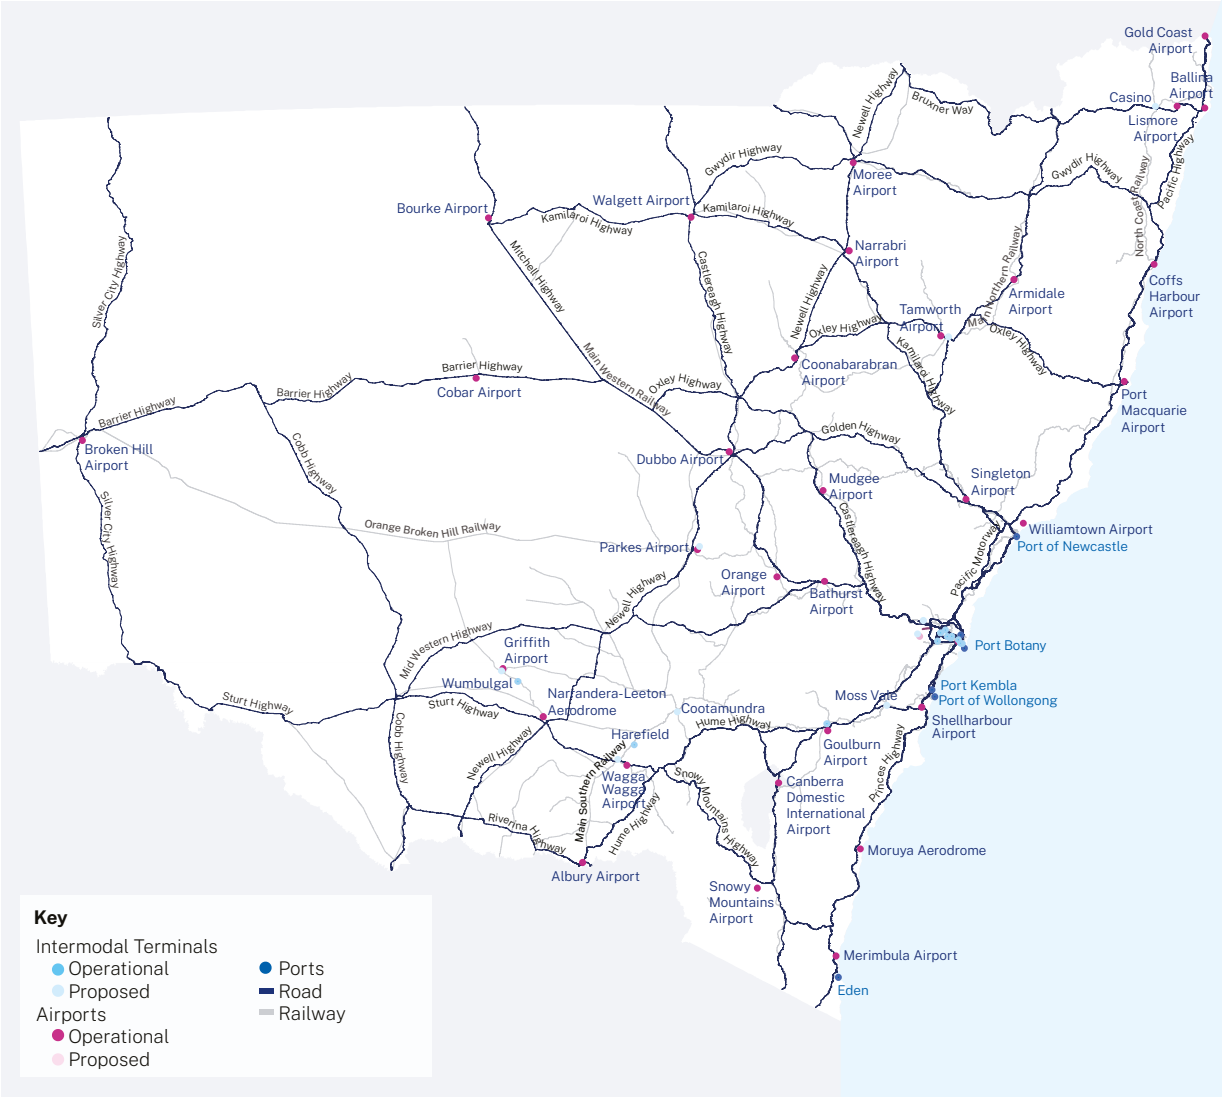 Gold Coast
Airport
Ballina
Airport
Casino
Lismore
Airport
Newell Highway
Bruxner Way
Gwydir Highway
Moree
Airport
Gwydir Highway
North Coast Railway
Pacific Highway
Bourke Airport
Walgett Airport
Kamilaroi Highway
Kamilaroi Highway
Narrabri
Airport
Silver City Highway
Mitchell Highway
Castlereagh Highway
Newell Highway
Main Northern Railway
Armidale
Airport
Coffs
Harbour
Airport
Tamworth
Airport
Oxley Highway
Kamilaroi Highway
Oxley Highway
Main Western Railway
Oxley Highway
Coonabarabran
Airport
Barrier Highway
Cobar Airport
Barrier Highway
Barrier Highway
Port
Macquarie
Airport
Broken Hill
Airport
Cobb Highway
Dubbo Airport
Golden Highway
Mudgee
Airport
Singleton
Airport
Silver City Highway
Orange Broken Hill Railway
Castlereagh Highway
Williamtown Airport
Port of Newcastle
Pacific Motorway
Parkes Airport
Orange
Airport
Bathurst
Airport
Newell Highway
Mid Western Highway
Griffith
Airport
Wumbulgal
Port Botany
Narrandera-Leeton
Aerodrome
Moss Vale
Port Kembla
Port of Wollongong
Shellharbour
Airport
Sturt Highway
Sturt Highway
Cootamundra
Hume Highway
Harefield
Goulburn
Airport
Cobb Highway
Newell Highway
Main Southern Railway
Wagga
Wagga
Airport
Snowy Mountains Highway
Canberra
Domestic
International
Airport
Princes Highway
Riverina Highway
Hume Highway
Albury Airport
Moruya Aerodrome
Snowy
Mountains
Airport
Merimbula Airport
Eden
Key
Intermodal Terminals
Operational
Proposed
Airports
Operational
Proposed
Ports
Road
Railway